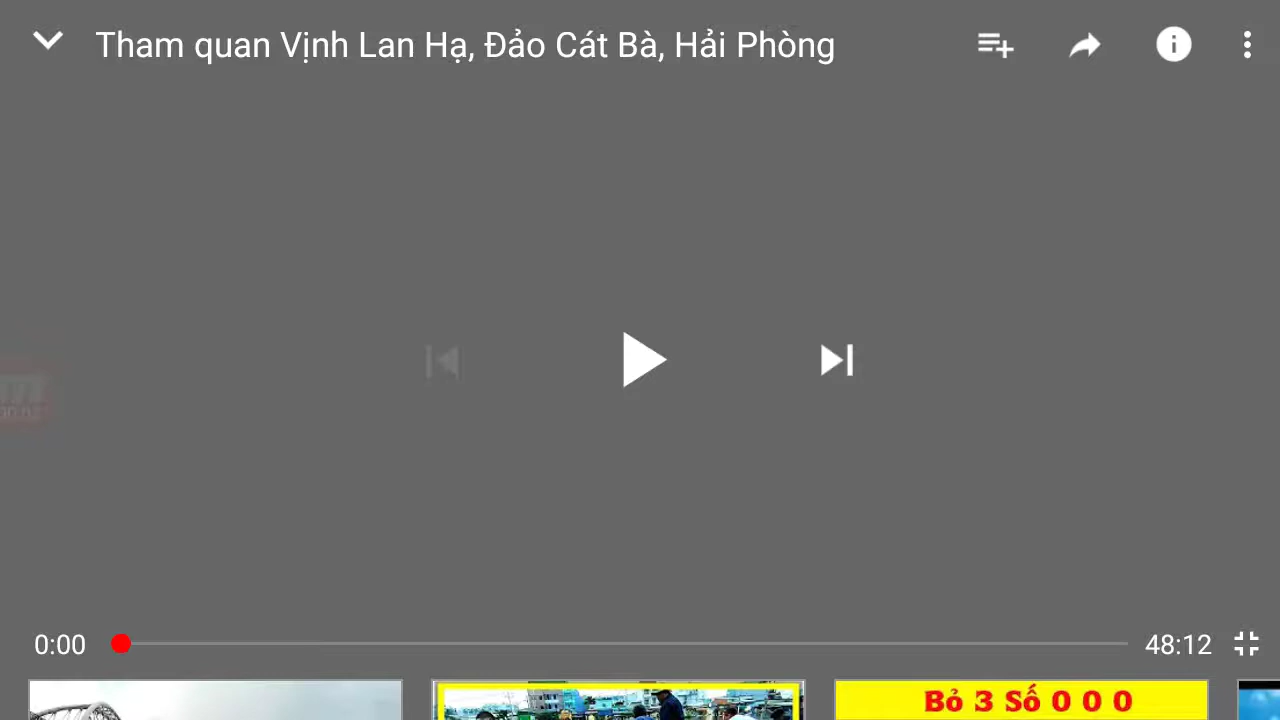 Tham quan Vịnh Lan Hạ, Đảo Cát Bà, Hải Phòng
0:00
48:12
Bỏ 3 Số 0 0 0